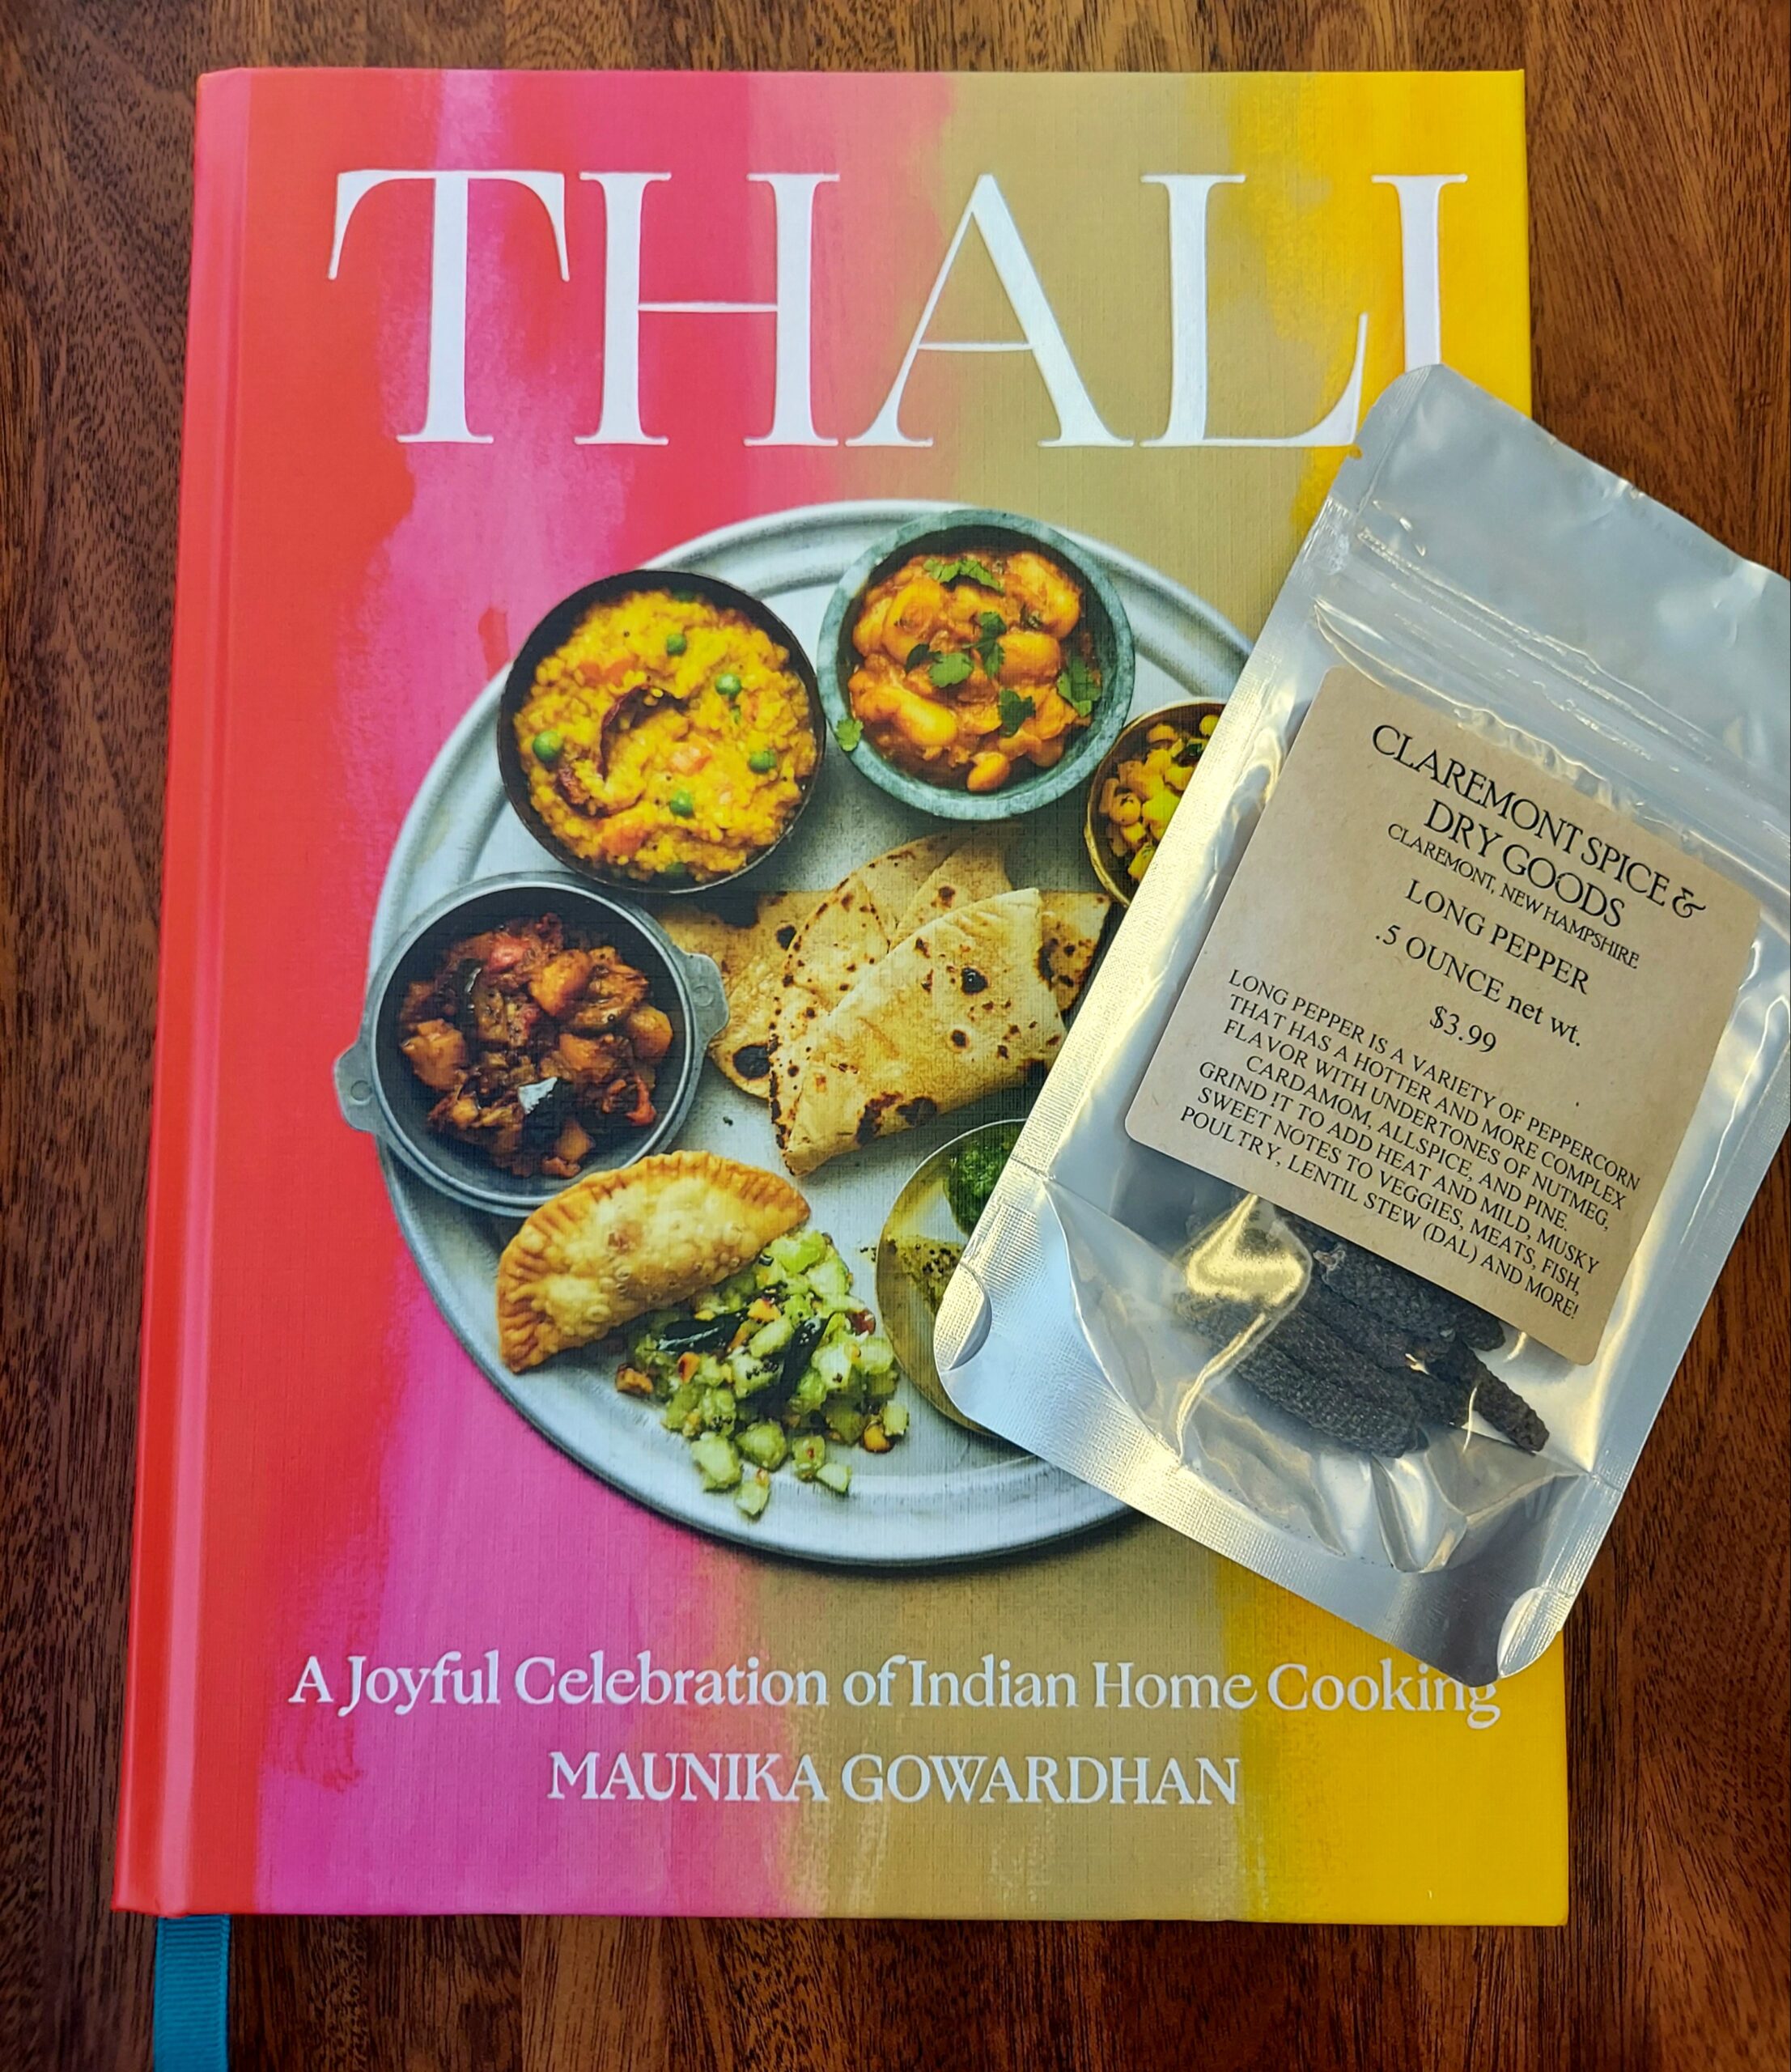 THALI
CLAREMONT SPICE &
DRY GOODS
CLAREMONT, NEW HAMPSHIRE
LONG PEPPER
.5 OUNCE net wt.
$3.99
LONG PEPPER IS A VARIETY OF PEPPERCORN
THAT HAS A HOTTER AND MORE COMPLEX
FLAVOR WITH UNDERTONES OF NUTMEG,
CARDAMOM, ALLSPICE, AND PINE.
GRIND IT TO ADD HEAT AND MILD, MUSKY
SWEET NOTES TO VEGGIES, MEATS, FISH,
POULTRY, LENTIL STEW (DAL) AND MORE!
A Joyful Celebration of Indian Home Cooking
MAUNIKA GOWARDHAN